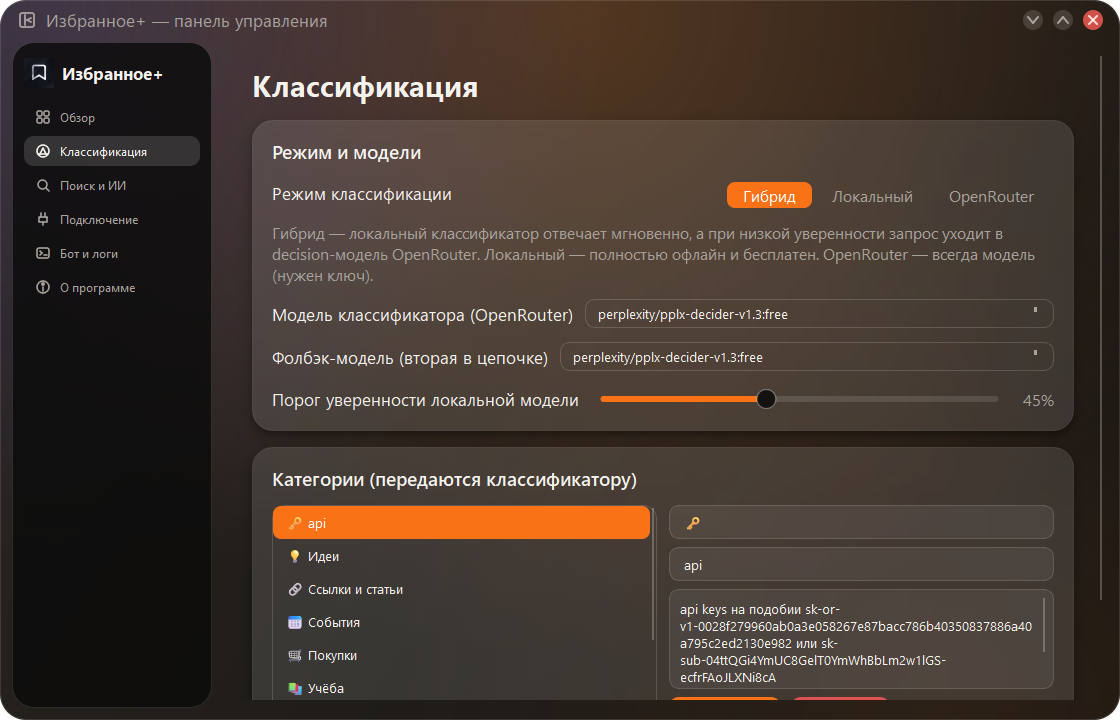 Избранное+ — панель управления
Избранное+
Обзор
Классификация
Поиск и ИИ
Подключение
Бот и логи
О программе
Классификация
Режим и модели
Режим классификации
Гибрид
Локальный
OpenRouter
Гибрид — локальный классификатор отвечает мгновенно, а при низкой уверенности запрос уходит в
decision-модель OpenRouter. Локальный — полностью офлайн и бесплатен. OpenRouter — всегда модель
(нужен ключ).
Модель классификатора (OpenRouter)
perplexity/pplx-decider-v1.3:free
Фолбэк-модель (вторая в цепочке)
perplexity/pplx-decider-v1.3:free
Порог уверенности локальной модели
45%
Категории (передаются классификатору)
api
Идеи
Ссылки и статьи
События
Покупки
Учёба
api
api keys на подобии sk-or-
v1-0028f279960ab0a3e058267e87bacc786b40350837886a40
a795c2ed2130e982 или sk-
sub-04ttQGi4YmUC8GelT0YmWhBbLm2w1lGS-
ecfrFAoJLXNi8cA